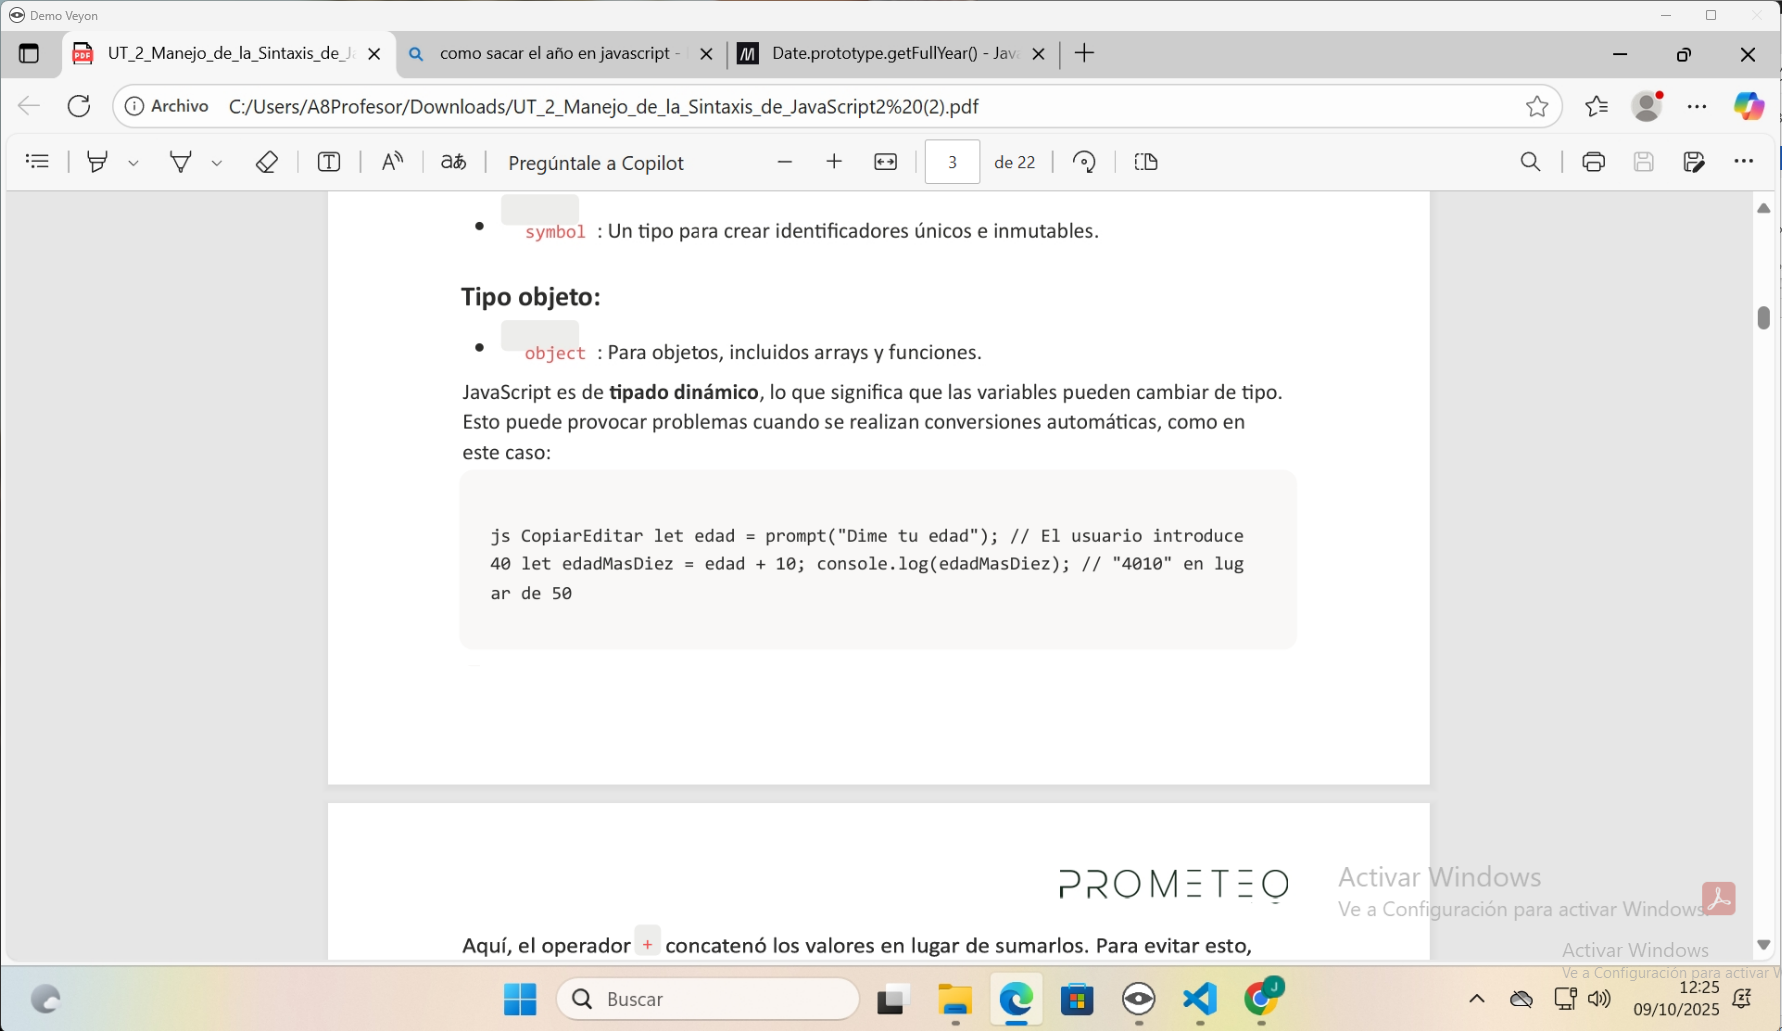 Demo Veyon
UT_2_Manejo_de_la_Sintaxis_de_Ja
como sacar el año en javascript -
Date.prototype.getFullYear() - Java
Archivo
C:/Users/A8Profesor/Downloads/UT_2_Manejo_de_la_Sintaxis_de_JavaScript2%20(2).pdf
Pregúntale a Copilot
3
de 22
symbol : Un tipo para crear identificadores únicos e inmutables.
Tipo objeto:
object : Para objetos, incluidos arrays y funciones.
JavaScript es de tipado dinámico, lo que significa que las variables pueden cambiar de tipo.
Esto puede provocar problemas cuando se realizan conversiones automáticas, como en
este caso:
js CopiarEditar let edad = prompt("Dime tu edad"); // El usuario introduce
40 let edadMasDiez = edad + 10; console.log(edadMasDiez); // "4010" en lug
ar de 50
PROMETEO
Aquí, el operador + concatenó los valores en lugar de sumarlos. Para evitar esto,
Activar Windows
Ve a Configuración para activar Windows.
Activar Windows
Ve a Configuración para activar W
Buscar
J
12:25
09/10/2025